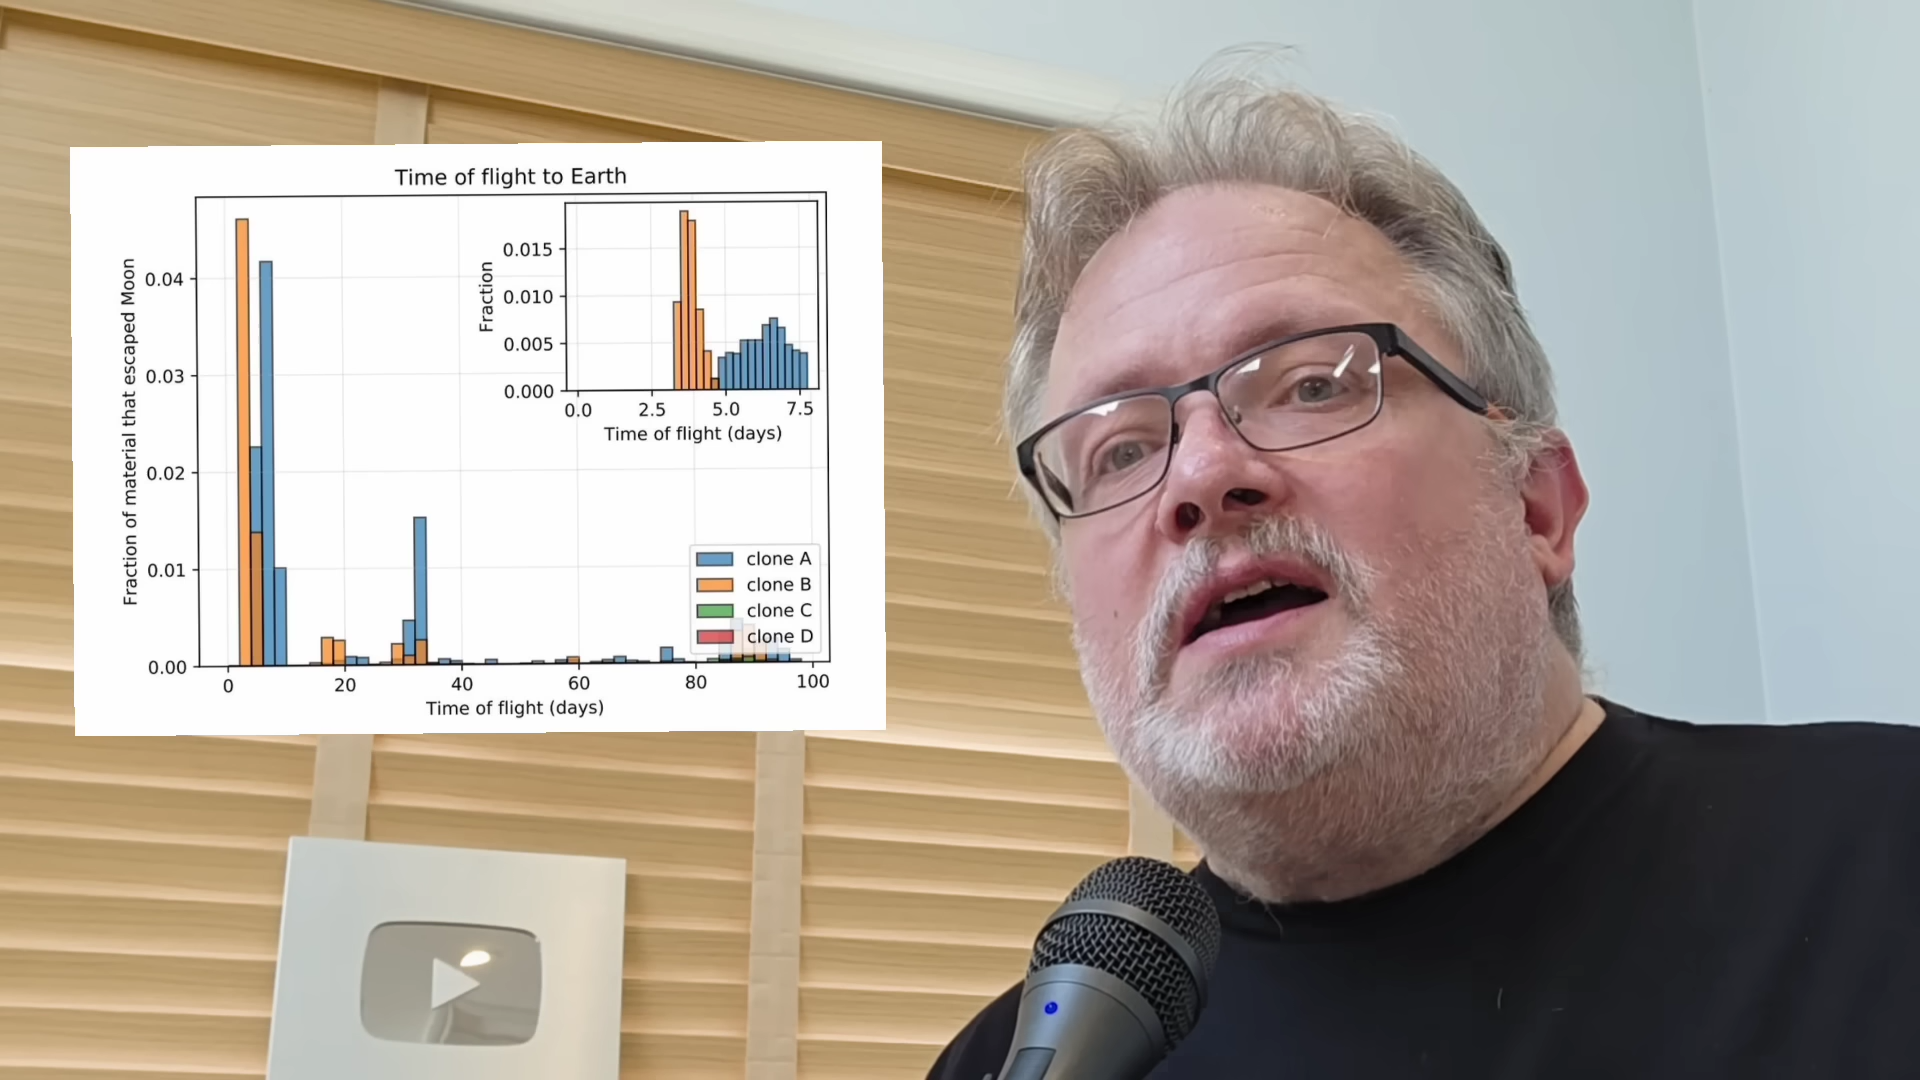 Time of flight to Earth
Fraction of material that escaped Moon
0.04
0.03
0.02
0.01
0.00
0
20
40
60
80
100
Time of flight (days)
Fraction
0.015
0.010
0.005
0.000
0.0
2.5
5.0
7.5
Time of flight (days)
clone A
clone B
clone C
clone D